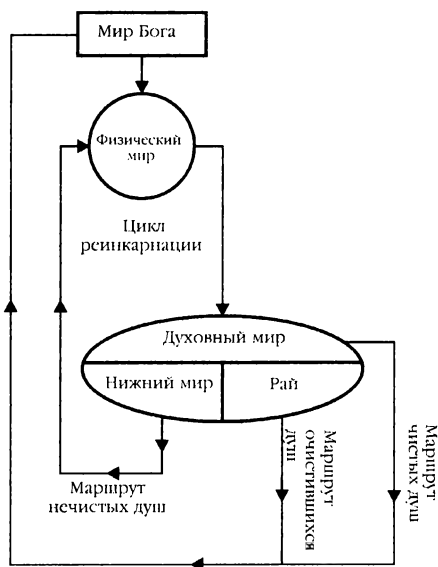 Мир Бога
Физический
мир
Цикл
реинкарнации
Духовный мир
Нижний мир
Рай
Маршрут
нечистых душ
Маршрут
очистившихся
душ
Маршрут
чистых душ